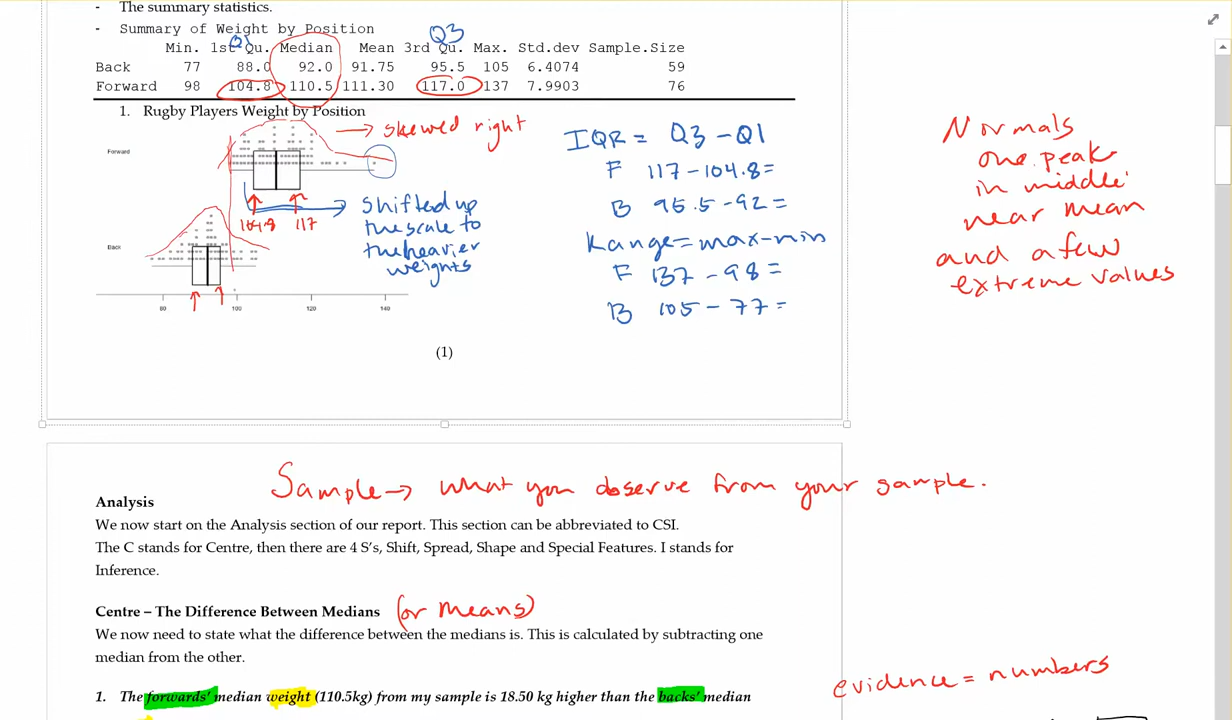 - The summary statistics.
- Summary of Weight by Position
Q1 Q3
Min. 1st Qu. Median Mean 3rd Qu. Max. Std.dev Sample.Size
Back 77 88.0 92.0 91.75 95.5 105 6.4074 59
Forward 98 104.8 110.5 111.30 117.0 137 7.9903 76
1. Rugby Players Weight by Position
→ skewed right
Forward
104.8 117
shifted up
the scale to
the heavier
weights
Back
80 100 120 140
IQR = Q3 - Q1
F 117 - 104.8 =
B 95.5 - 92 =
Range = max - min
F 137 - 98 =
B 105 - 77 =
Normals
one peak
in middle
near mean
and a few
extreme values
(1)
Sample → what you observe from your sample.
Analysis
We now start on the Analysis section of our report. This section can be abbreviated to CSI.
The C stands for Centre, then there are 4 S's, Shift, Spread, Shape and Special Features. I stands for
Inference.
Centre – The Difference Between Medians (or means)
We now need to state what the difference between the medians is. This is calculated by subtracting one
median from the other.
evidence = numbers
1. The forwards' median weight (110.5kg) from my sample is 18.50 kg higher than the backs' median